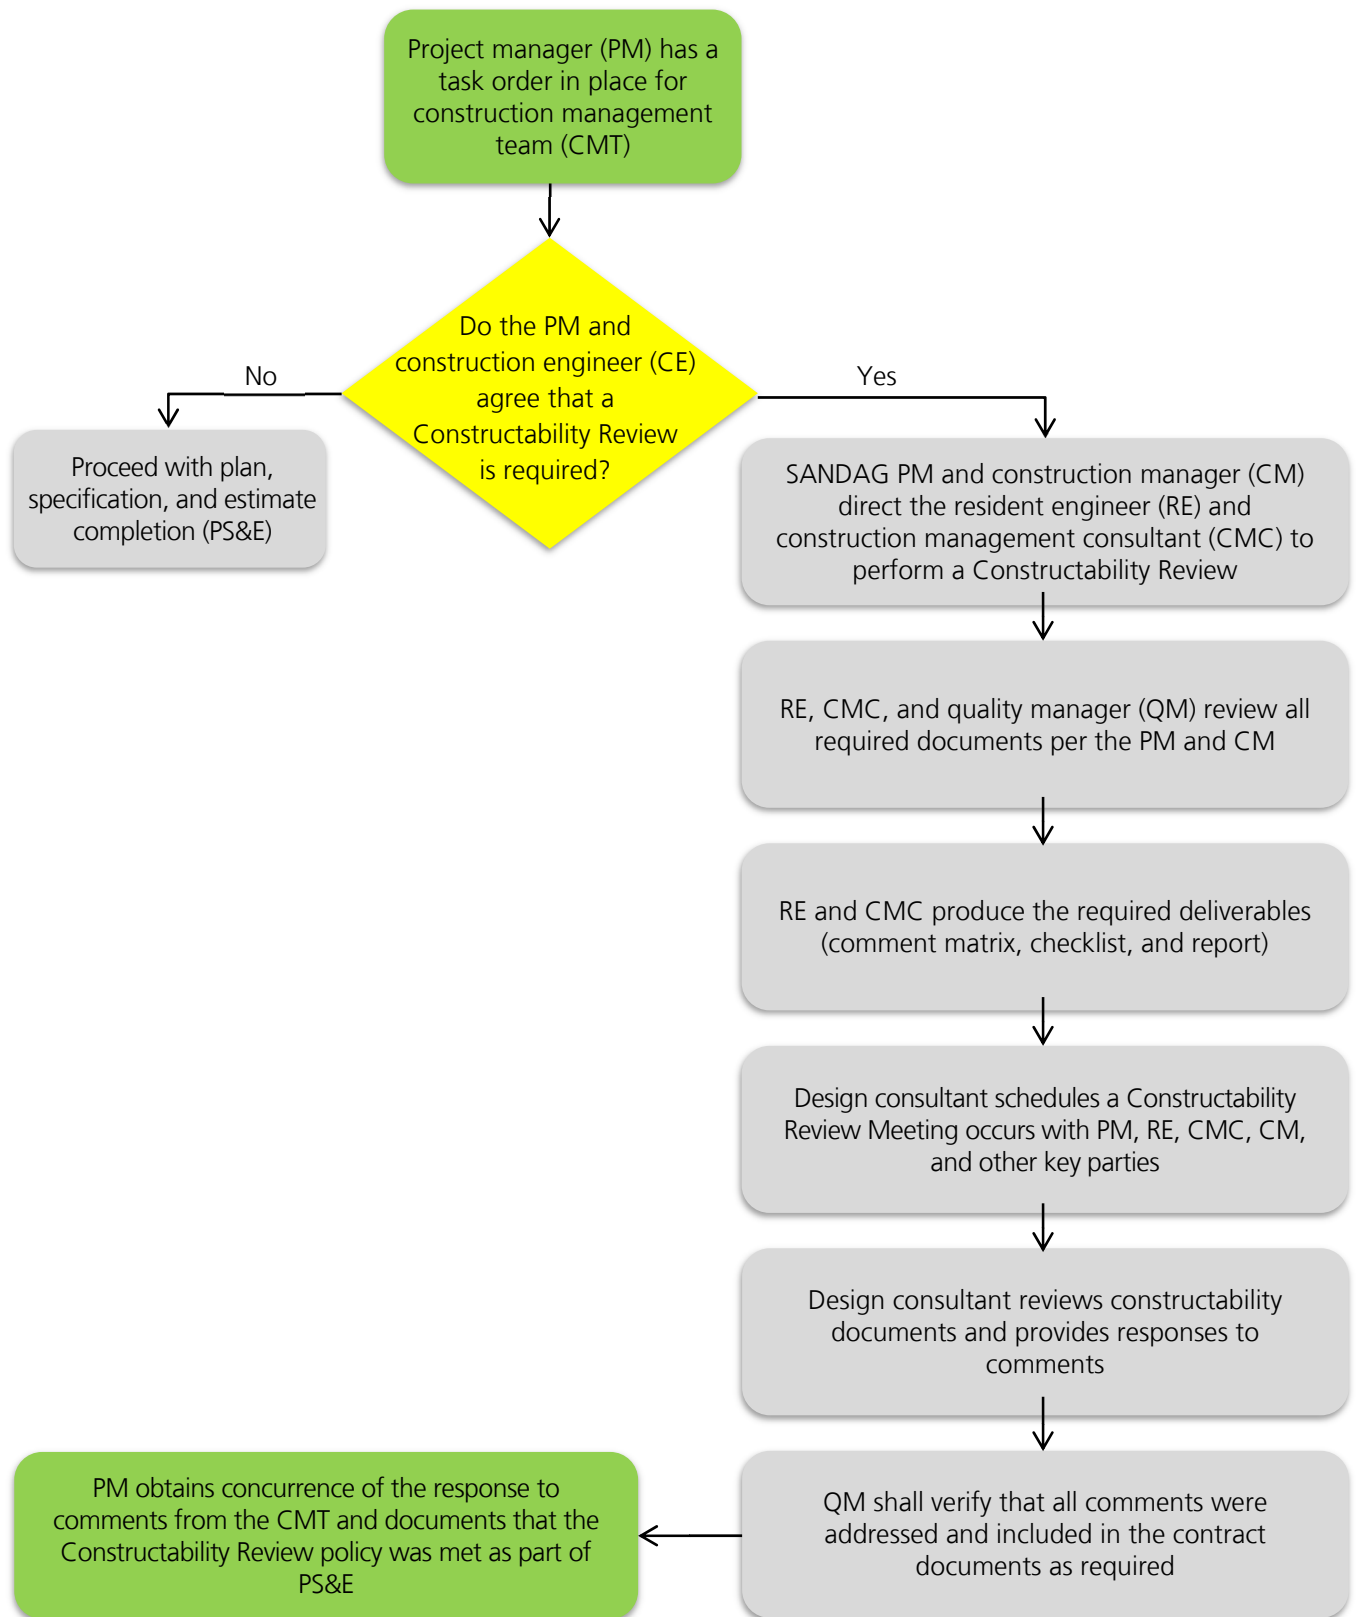 Project manager (PM) has a
task order in place for
construction management
team (CMT)
Do the PM and
construction engineer (CE)
agree that a
Constructability Review
is required?
No
Yes
Proceed with plan,
specification, and estimate
completion (PS&E)
SANDAG PM and construction manager (CM)
direct the resident engineer (RE) and
construction management consultant (CMC) to
perform a Constructability Review
RE, CMC, and quality manager (QM) review all
required documents per the PM and CM
RE and CMC produce the required deliverables
(comment matrix, checklist, and report)
Design consultant schedules a Constructability
Review Meeting occurs with PM, RE, CMC, CM,
and other key parties
Design consultant reviews constructability
documents and provides responses to
comments
QM shall verify that all comments were
addressed and included in the contract
documents as required
PM obtains concurrence of the response to
comments from the CMT and documents that the
Constructability Review policy was met as part of
PS&E